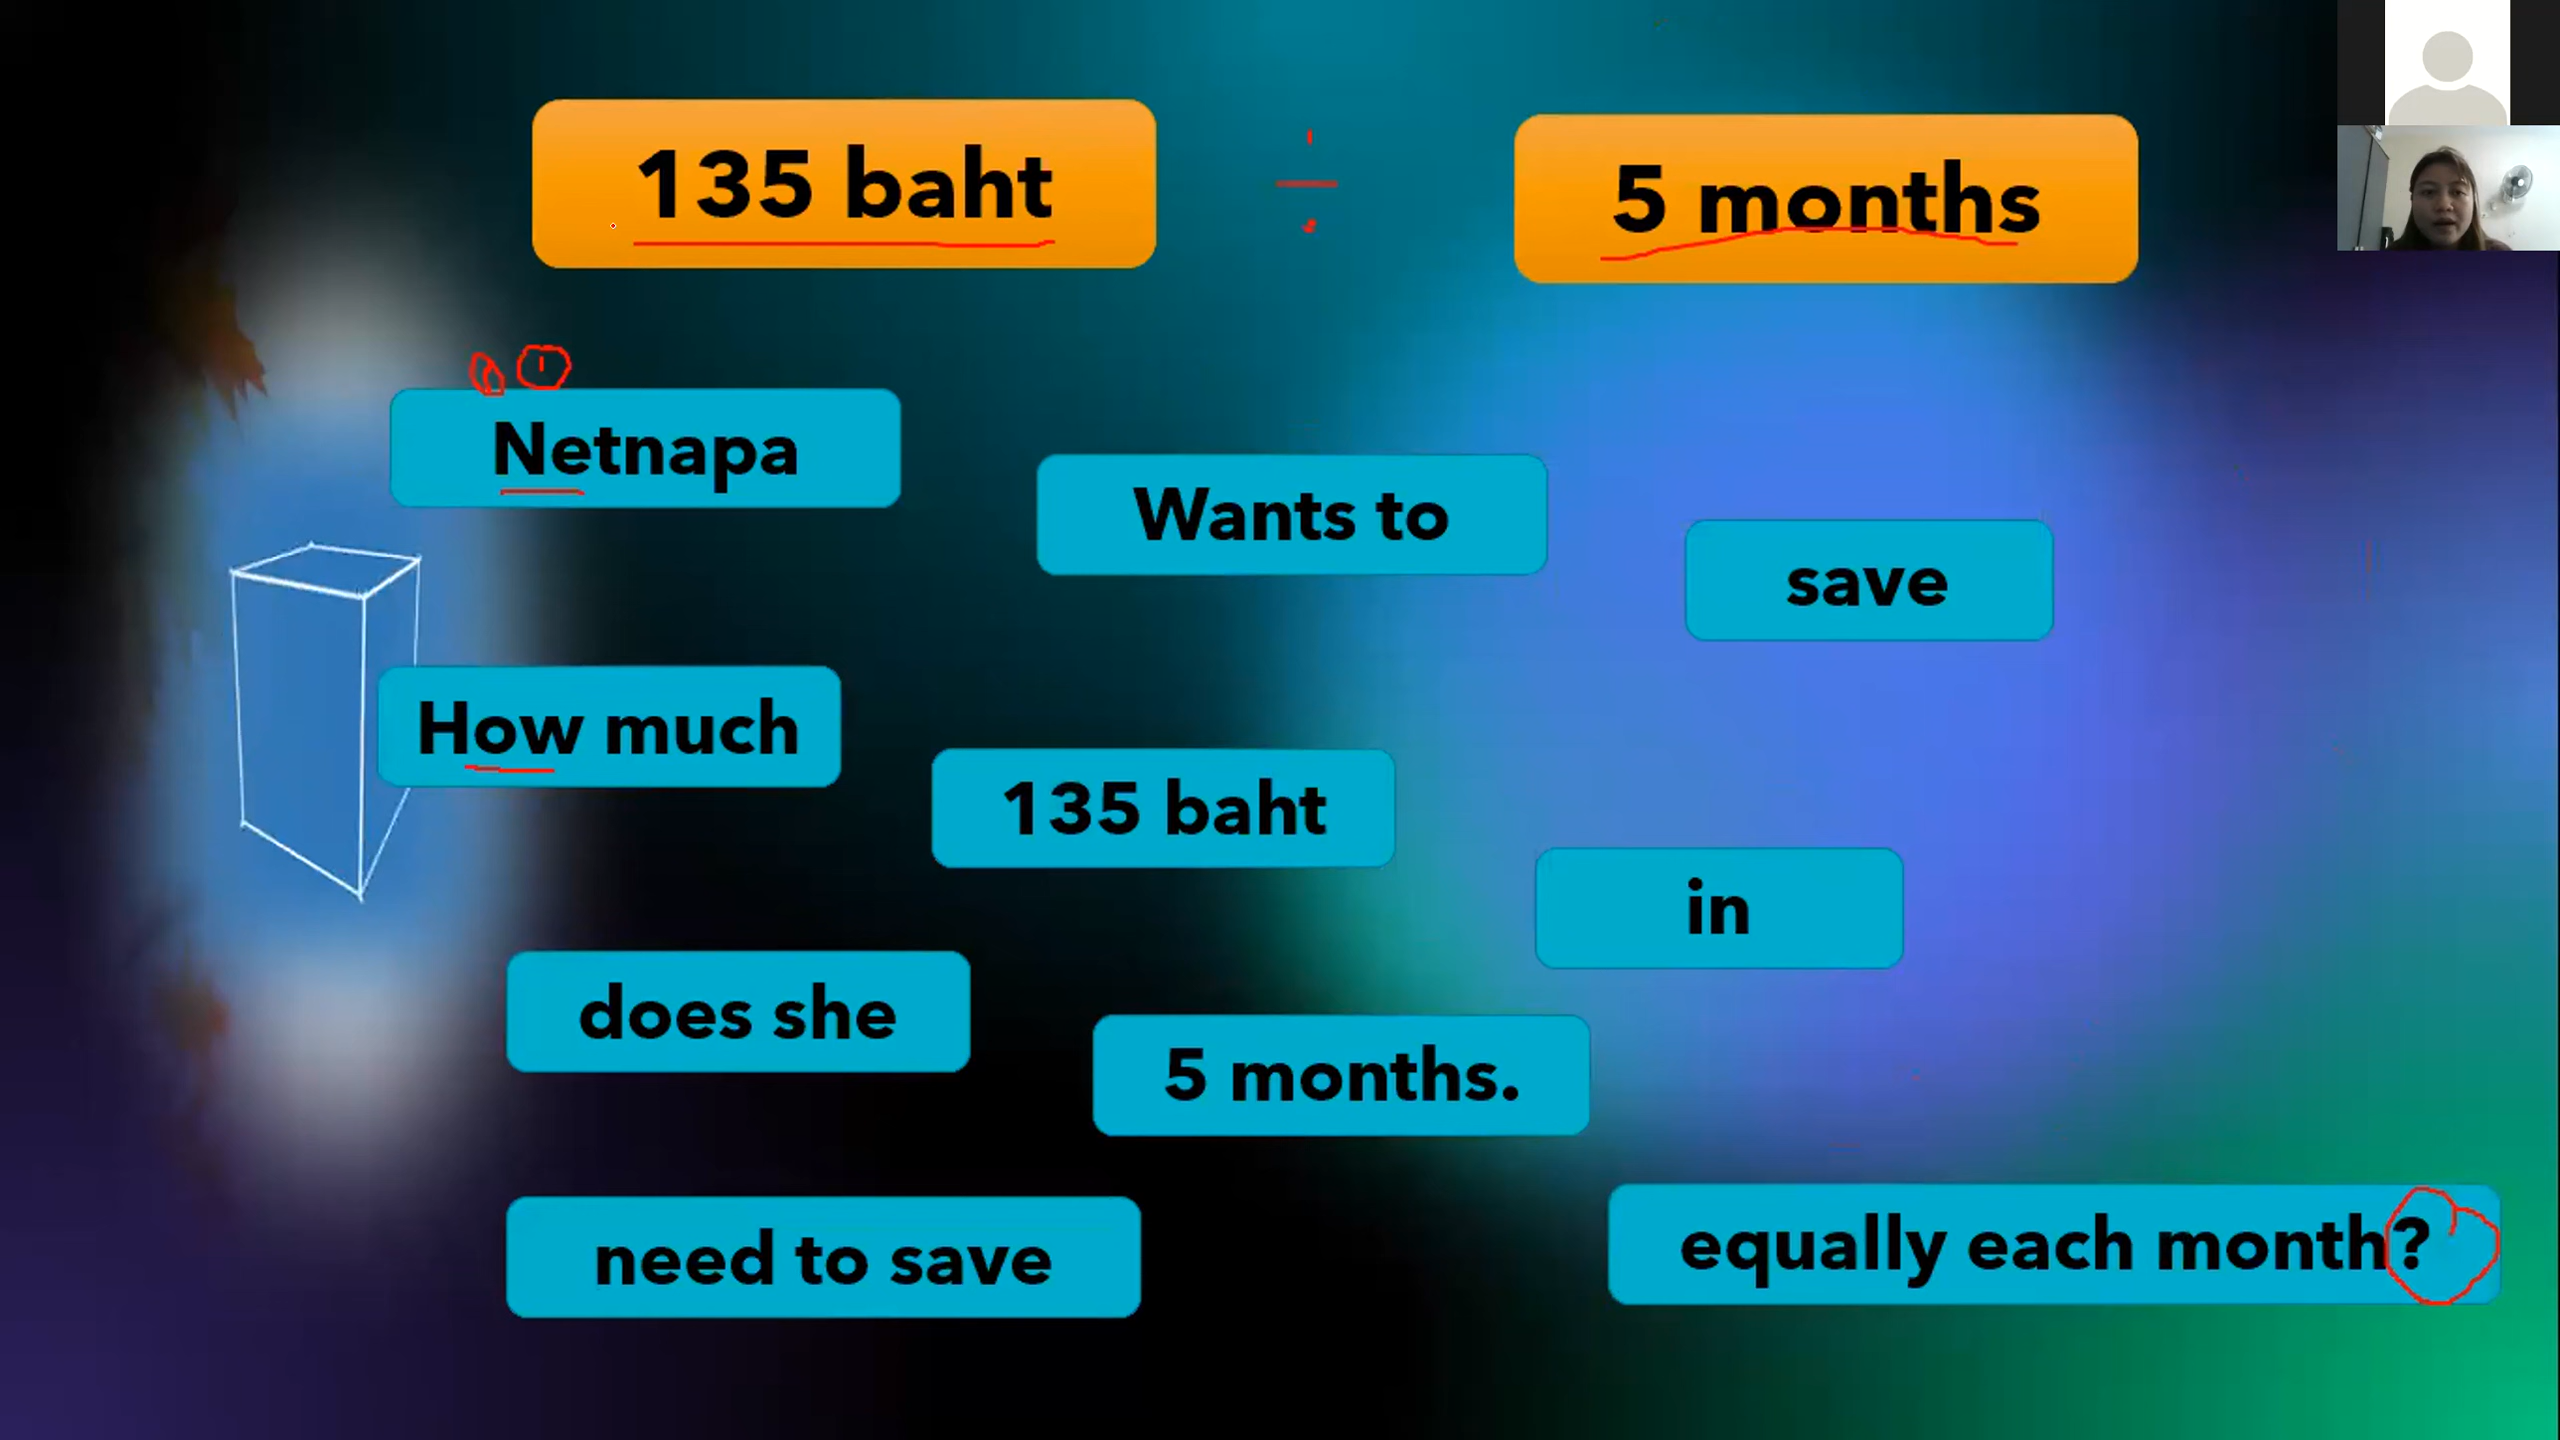 135 baht ÷ 5 months
①
Netnapa
Wants to
save
How much
135 baht
in
does she
5 months.
need to save
equally each month?